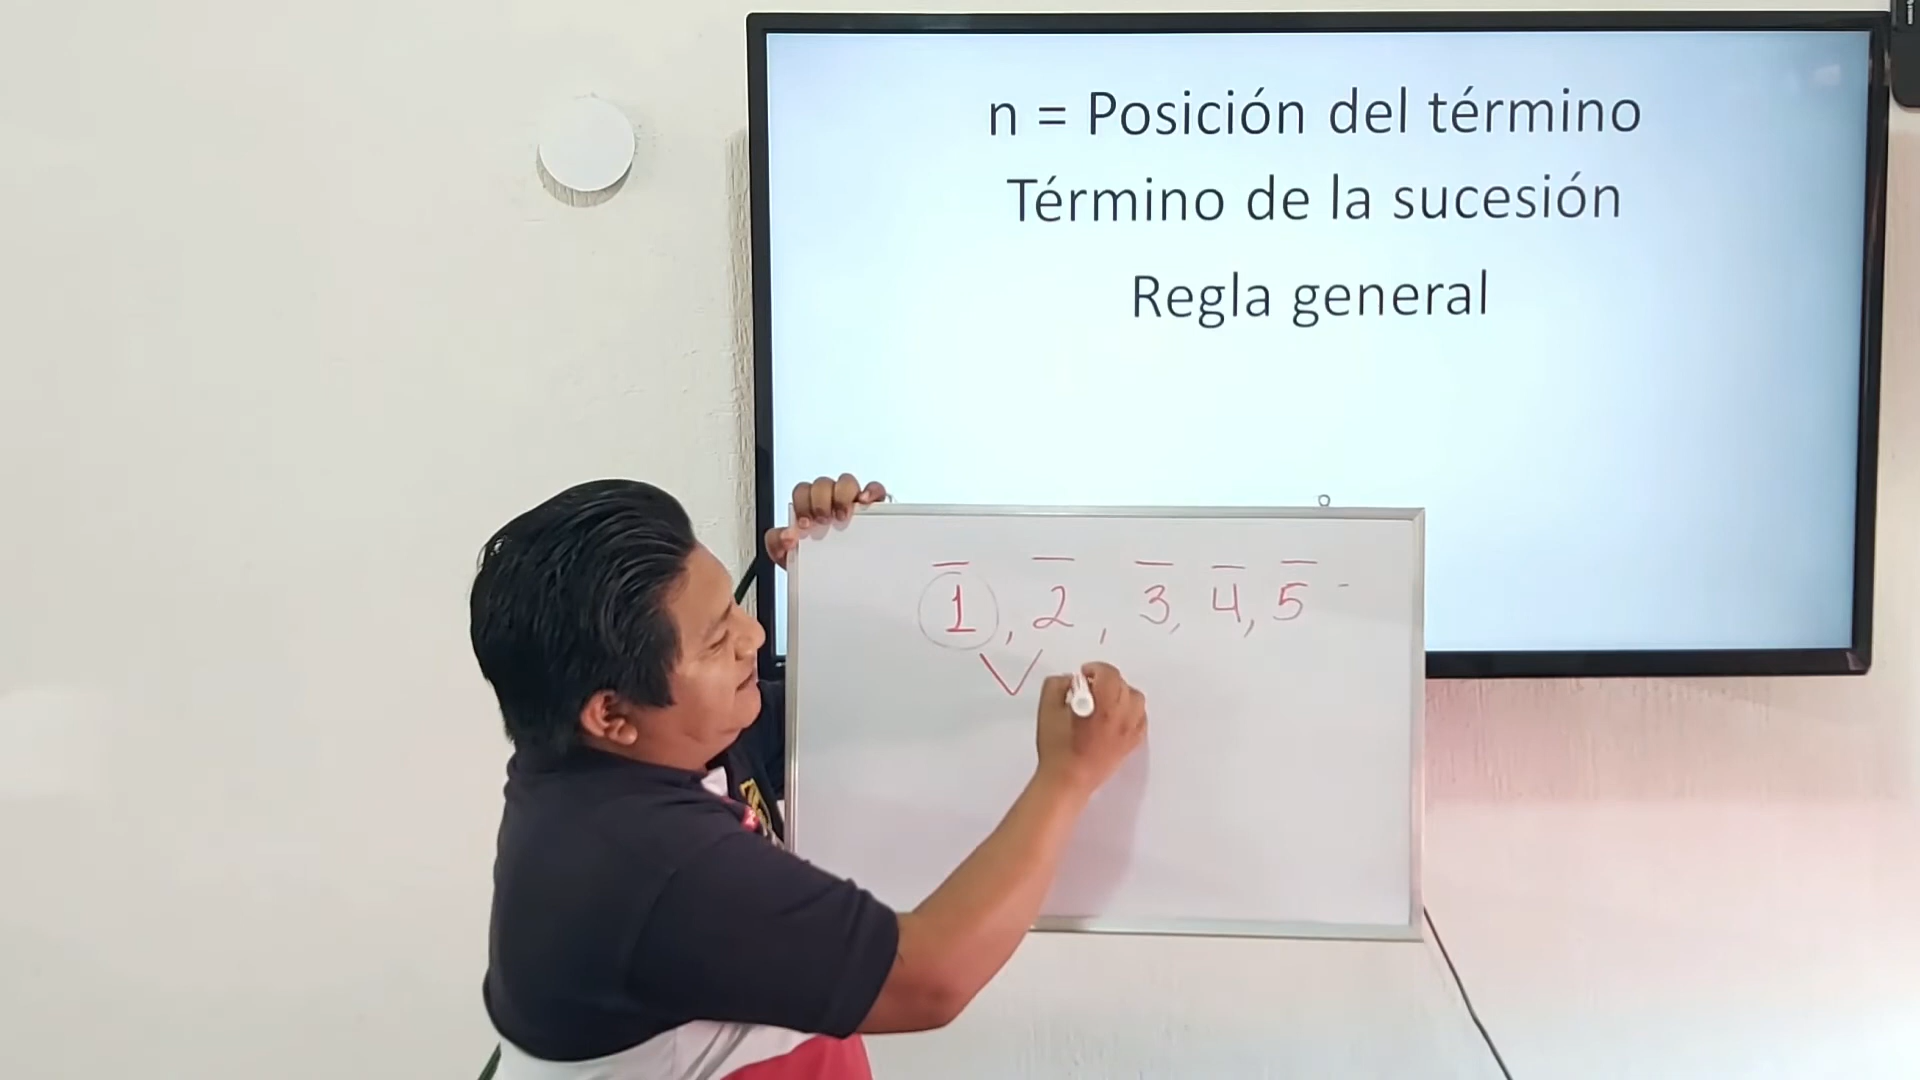 n = Posición del término
Término de la sucesión
Regla general
1, 2, 3, 4, 5